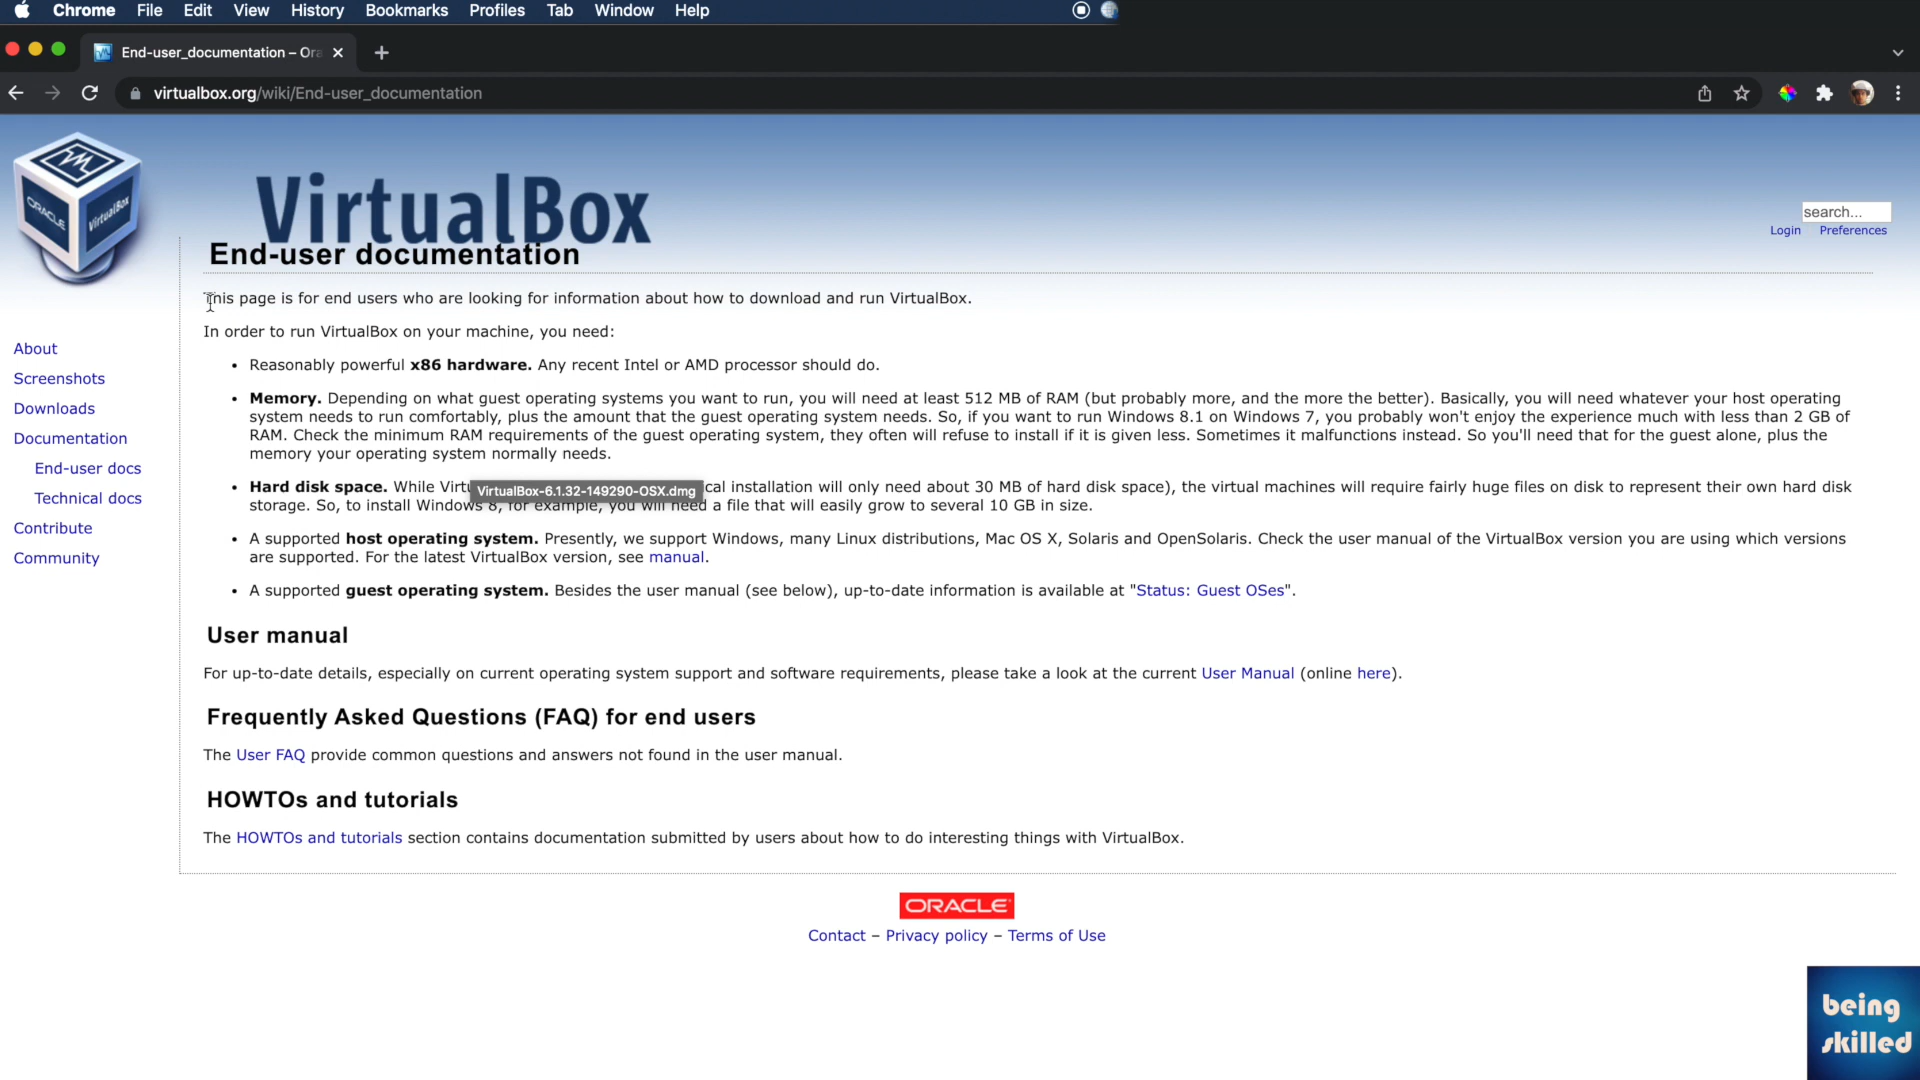 Chrome File Edit View History Bookmarks Profiles Tab Window Help
End-user_documentation – Ora
virtualbox.org/wiki/End-user_documentation
ORACLE
VirtualBox
VirtualBox
search...
Login Preferences
End-user documentation
This page is for end users who are looking for information about how to download and run VirtualBox.
In order to run VirtualBox on your machine, you need:
• Reasonably powerful x86 hardware. Any recent Intel or AMD processor should do.
• Memory. Depending on what guest operating systems you want to run, you will need at least 512 MB of RAM (but probably more, and the more the better). Basically, you will need whatever your host operating
system needs to run comfortably, plus the amount that the guest operating system needs. So, if you want to run Windows 8.1 on Windows 7, you probably won't enjoy the experience much with less than 2 GB of
RAM. Check the minimum RAM requirements of the guest operating system, they often will refuse to install if it is given less. Sometimes it malfunctions instead. So you'll need that for the guest alone, plus the
memory your operating system normally needs.
• Hard disk space. While Virtu VirtualBox-6.1.32-149290-OSX.dmg cal installation will only need about 30 MB of hard disk space), the virtual machines will require fairly huge files on disk to represent their own hard disk
storage. So, to install Windows 8, for example, you will need a file that will easily grow to several 10 GB in size.
• A supported host operating system. Presently, we support Windows, many Linux distributions, Mac OS X, Solaris and OpenSolaris. Check the user manual of the VirtualBox version you are using which versions
are supported. For the latest VirtualBox version, see manual.
• A supported guest operating system. Besides the user manual (see below), up-to-date information is available at "Status: Guest OSes".
User manual
For up-to-date details, especially on current operating system support and software requirements, please take a look at the current User Manual (online here).
Frequently Asked Questions (FAQ) for end users
The User FAQ provide common questions and answers not found in the user manual.
HOWTOs and tutorials
The HOWTOs and tutorials section contains documentation submitted by users about how to do interesting things with VirtualBox.
About
Screenshots
Downloads
Documentation
End-user docs
Technical docs
Contribute
Community
ORACLE
Contact – Privacy policy – Terms of Use
being
skilled